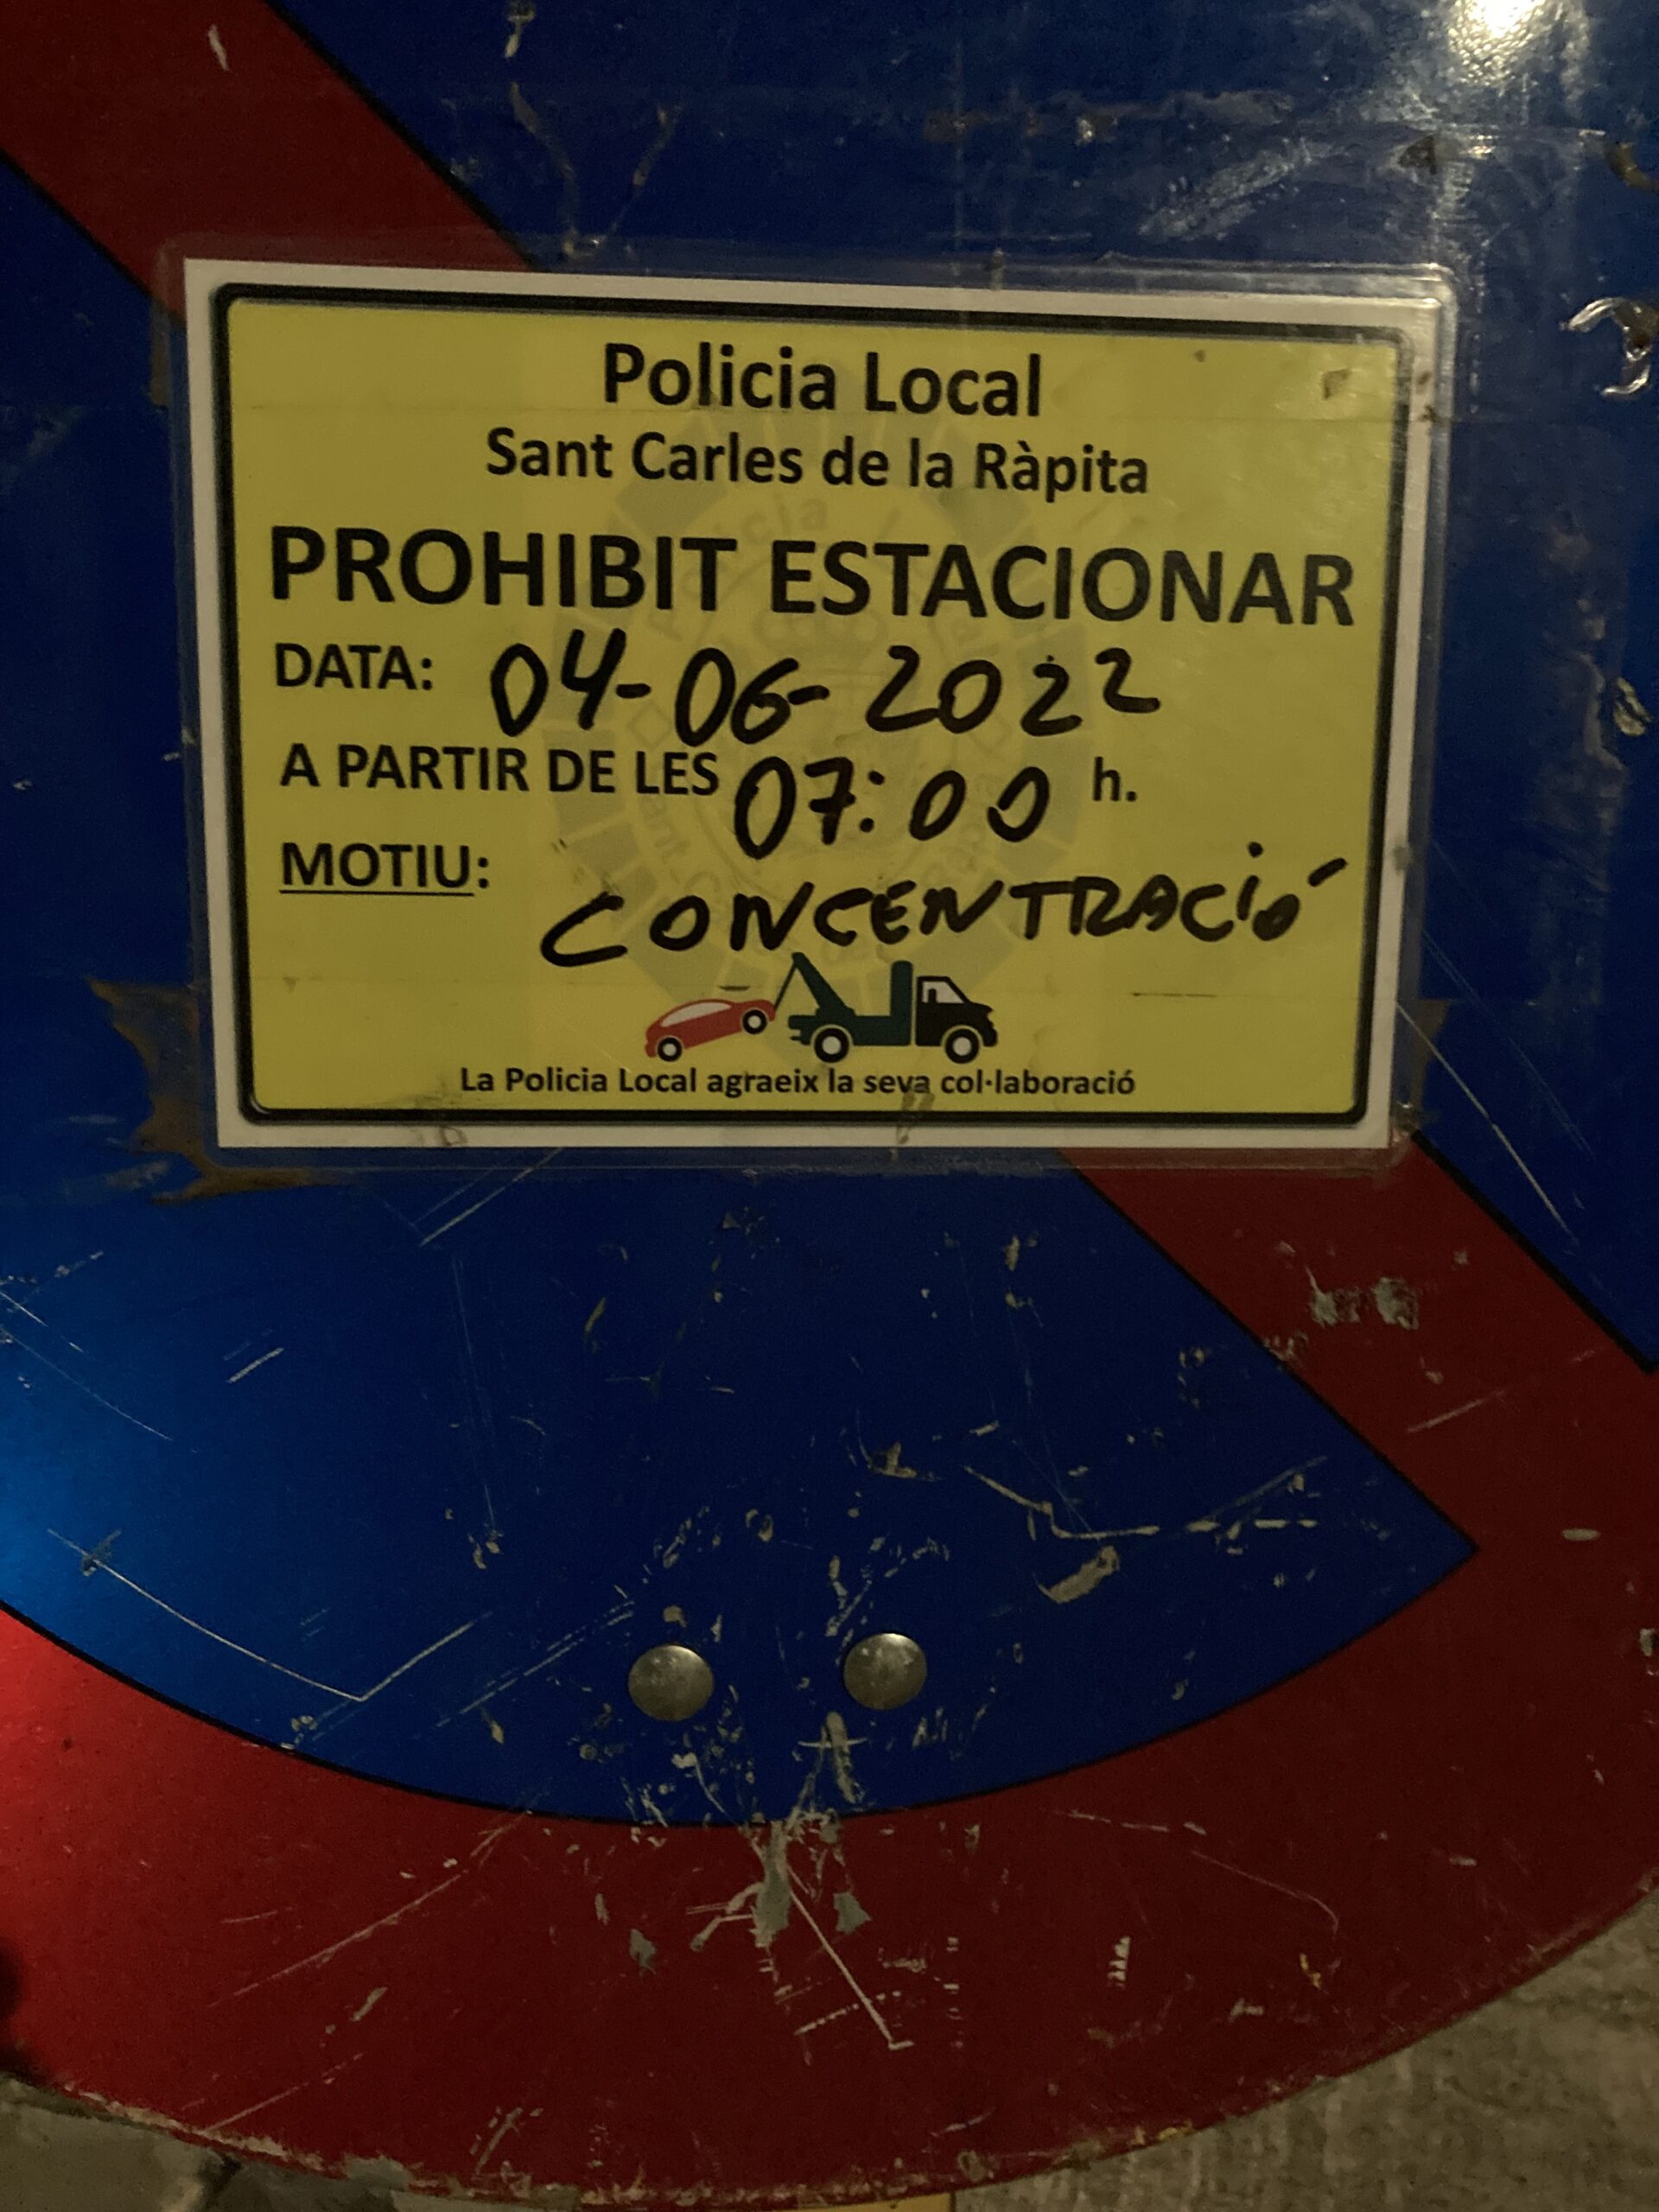 Policia Local
Sant Carles de la Ràpita
PROHIBIT ESTACIONAR
DATA: 04-06-2022
A PARTIR DE LES 07:00 h.
MOTIU: CONCENTRACIÓ
La Policia Local agraeix la seva col·laboració